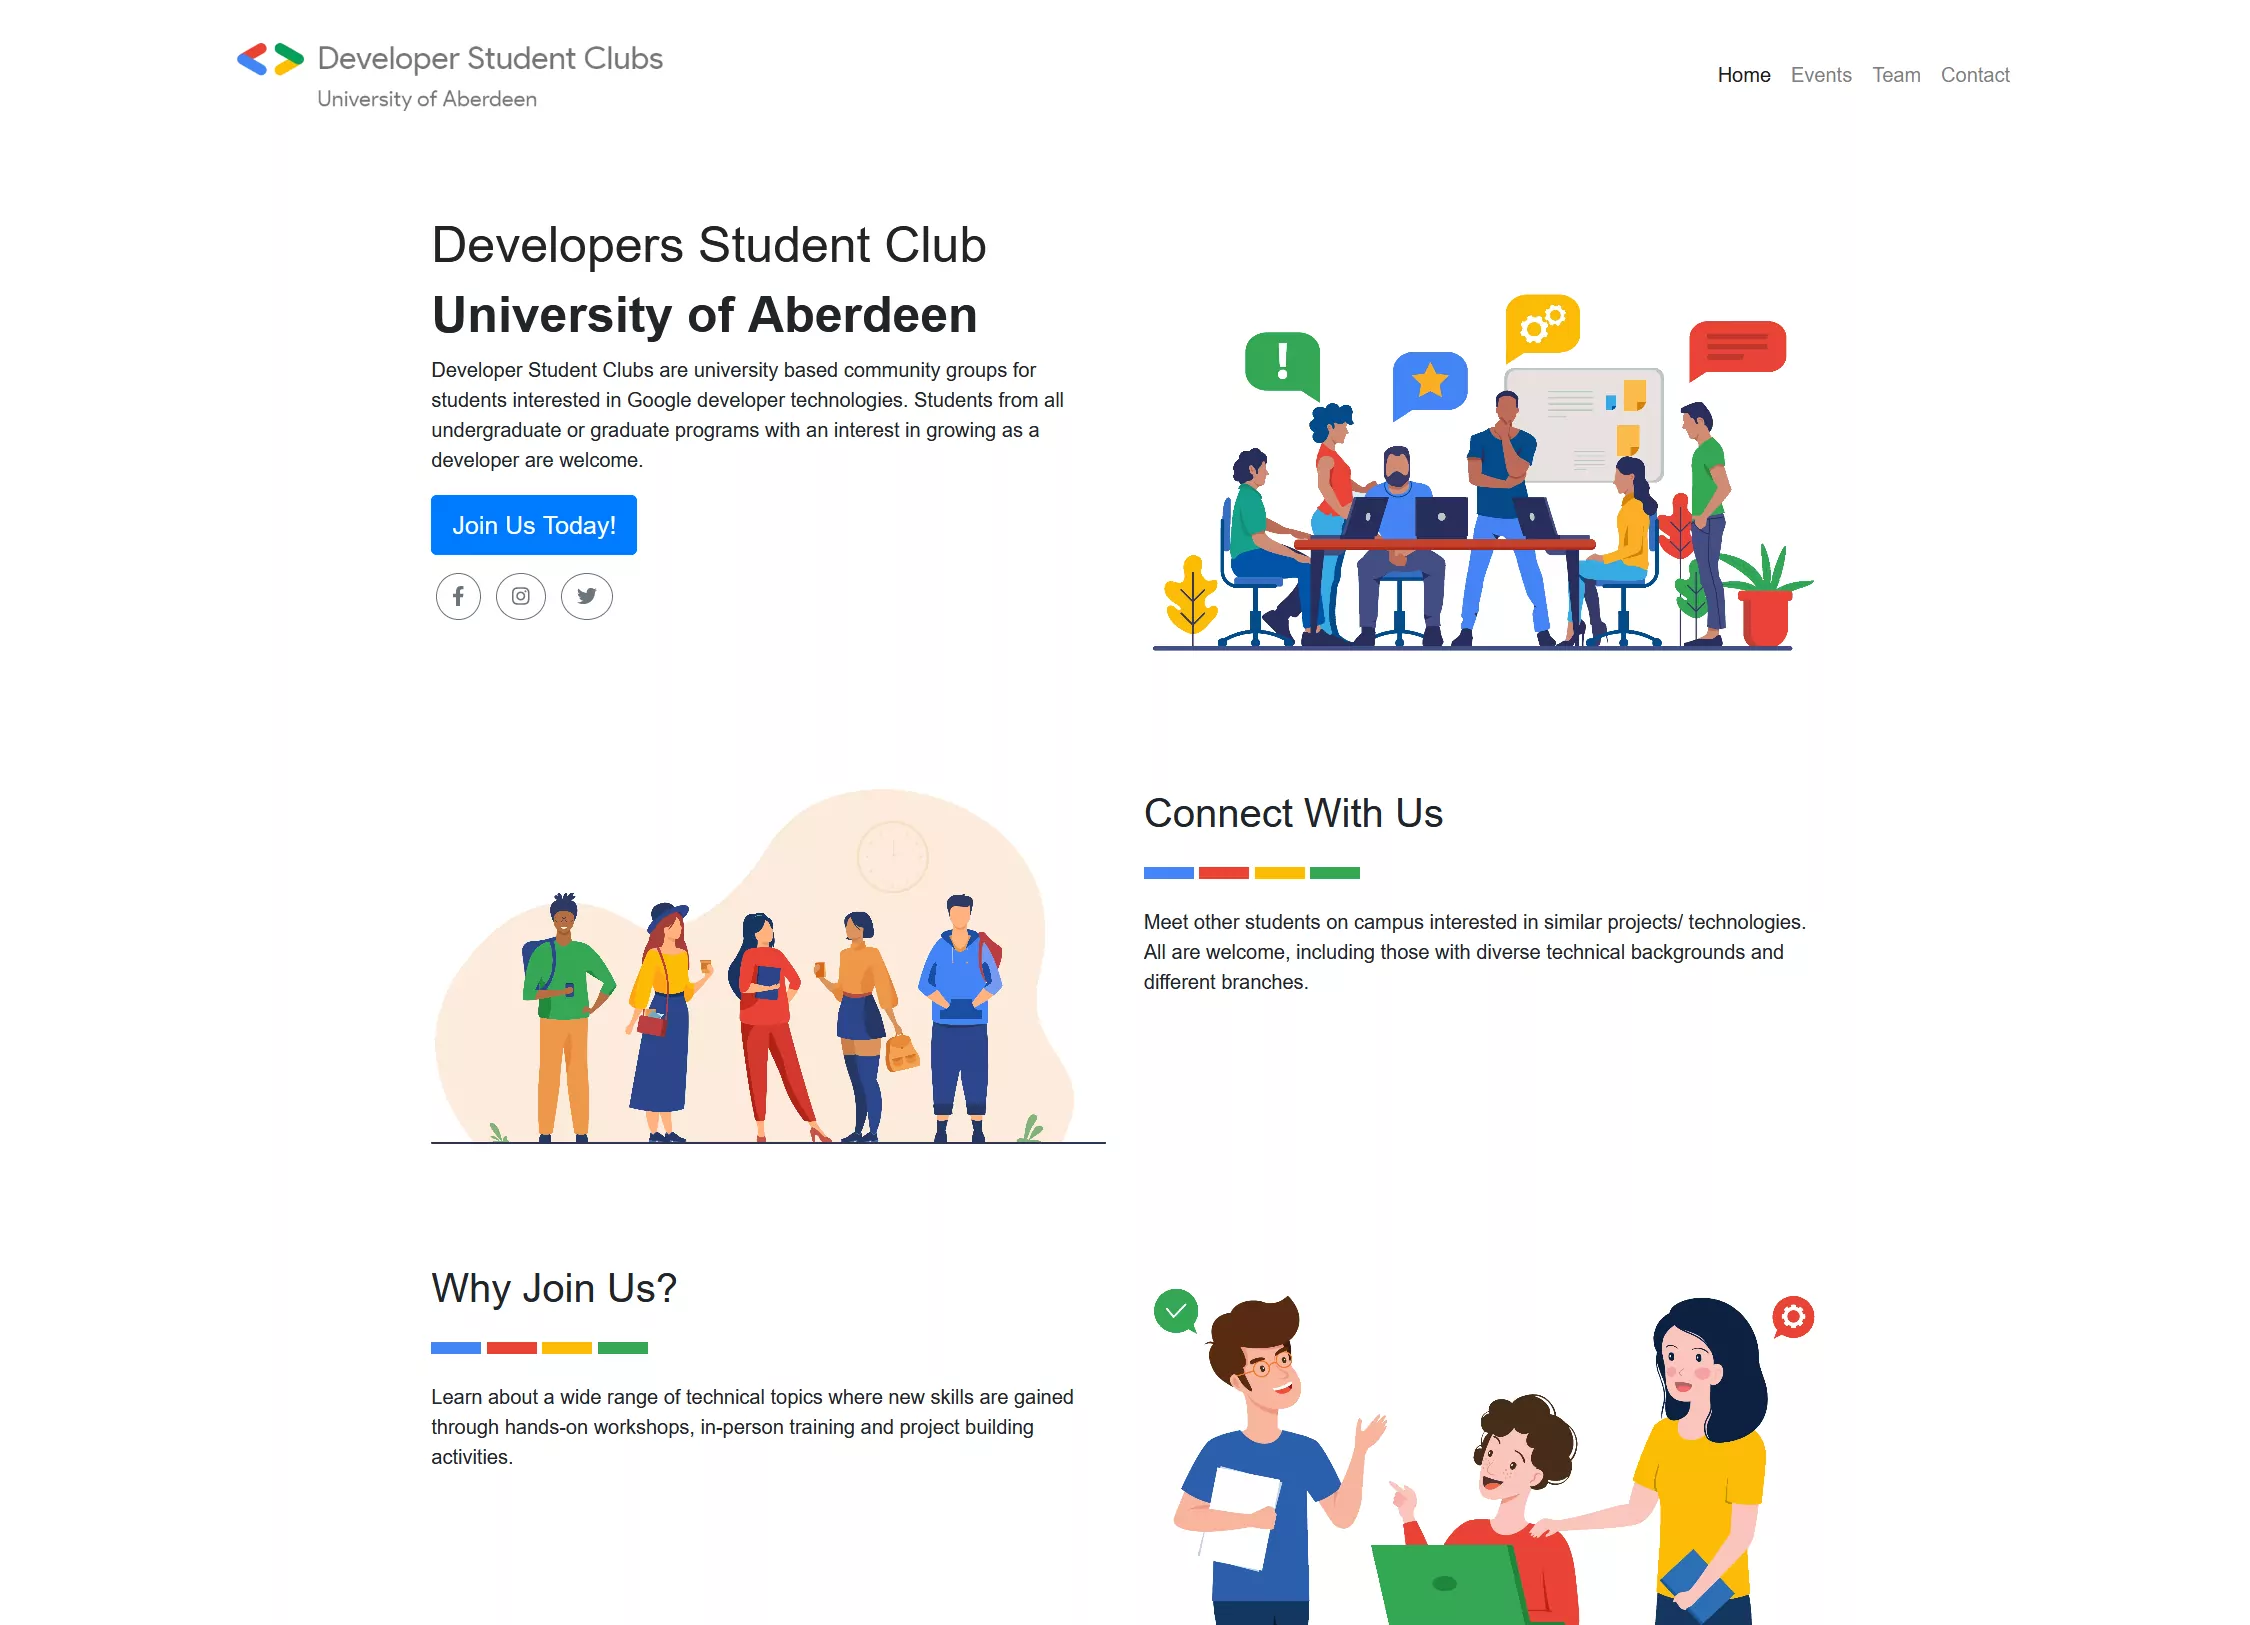 Developer Student Clubs
University of Aberdeen
Home Events Team Contact
Developers Student Club
University of Aberdeen
Developer Student Clubs are university based community groups for
students interested in Google developer technologies. Students from all
undergraduate or graduate programs with an interest in growing as a
developer are welcome.
Join Us Today!
Connect With Us
Meet other students on campus interested in similar projects/ technologies.
All are welcome, including those with diverse technical backgrounds and
different branches.
Why Join Us?
Learn about a wide range of technical topics where new skills are gained
through hands-on workshops, in-person training and project building
activities.